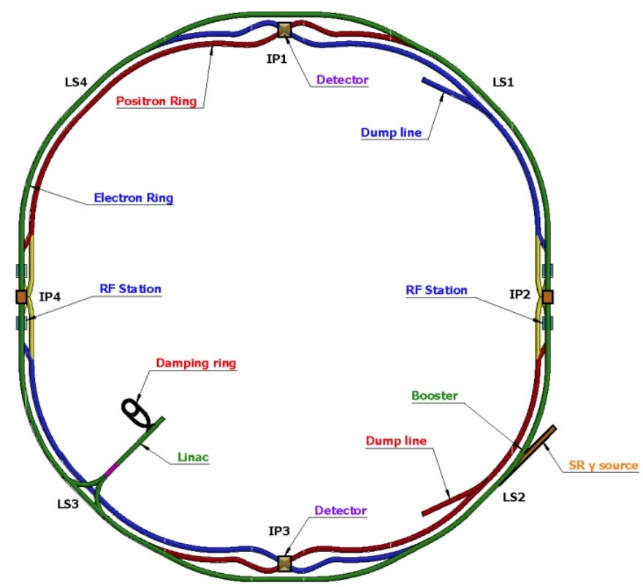 IP1
LS4
Detector
LS1
Positron Ring
Dump line
Electron Ring
IP4
IP2
RF Station
RF Station
Damping ring
Booster
Dump line
Linac
SR γ source
LS2
LS3
IP3
Detector